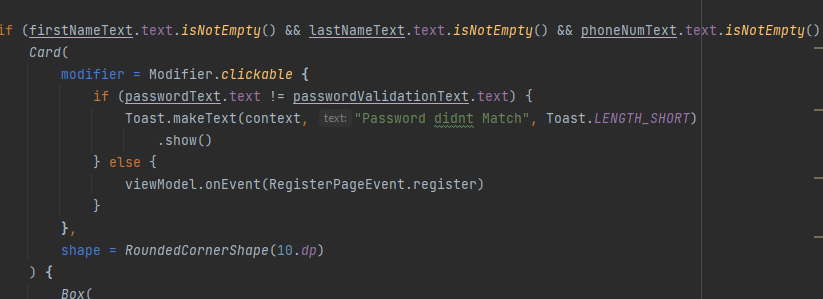 if (firstNameText.text.isNotEmpty() && lastNameText.text.isNotEmpty() && phoneNumText.text.isNotEmpty()
Card(
modifier = Modifier.clickable {
if (passwordText.text != passwordValidationText.text) {
Toast.makeText(context, text: "Password didnt Match", Toast.LENGTH_SHORT)
.show()
} else {
viewModel.onEvent(RegisterPageEvent.register)
}
},
shape = RoundedCornerShape(10.dp)
) {
Box(